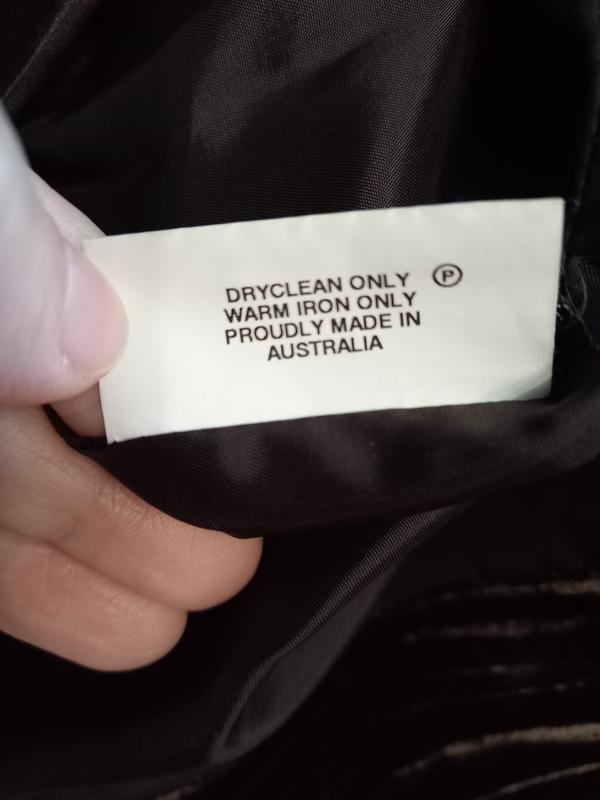 DRYCLEAN ONLY Ⓟ
WARM IRON ONLY
PROUDLY MADE IN
AUSTRALIA